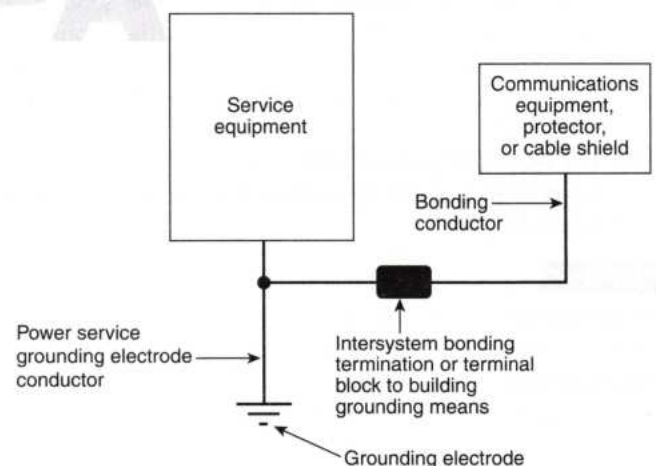 Service
equipment
Communications
equipment,
protector,
or cable shield
Bonding
conductor
Power service
grounding electrode
conductor
Intersystem bonding
termination or terminal
block to building
grounding means
Grounding electrode